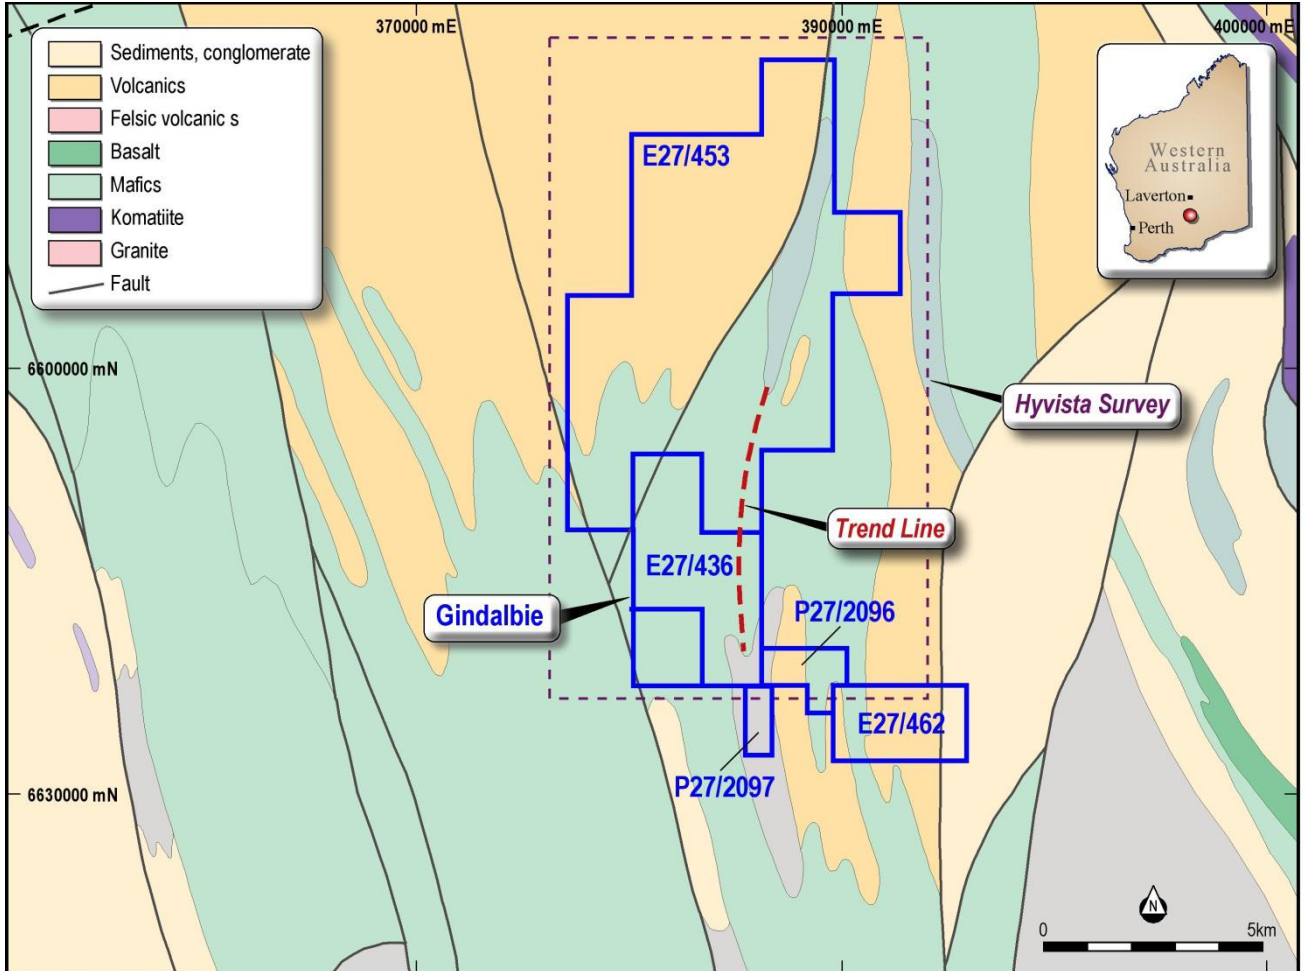 370000 mE
390000 mE
400000 mE
Sediments, conglomerate
Volcanics
Felsic volcanic s
Basalt
Mafics
Komatiite
Granite
Fault
Western
Australia
Laverton
Perth
E27/453
6600000 mN
Hyvista Survey
Trend Line
E27/436
Gindalbie
P27/2096
E27/462
P27/2097
6630000 mN
N
0 5km